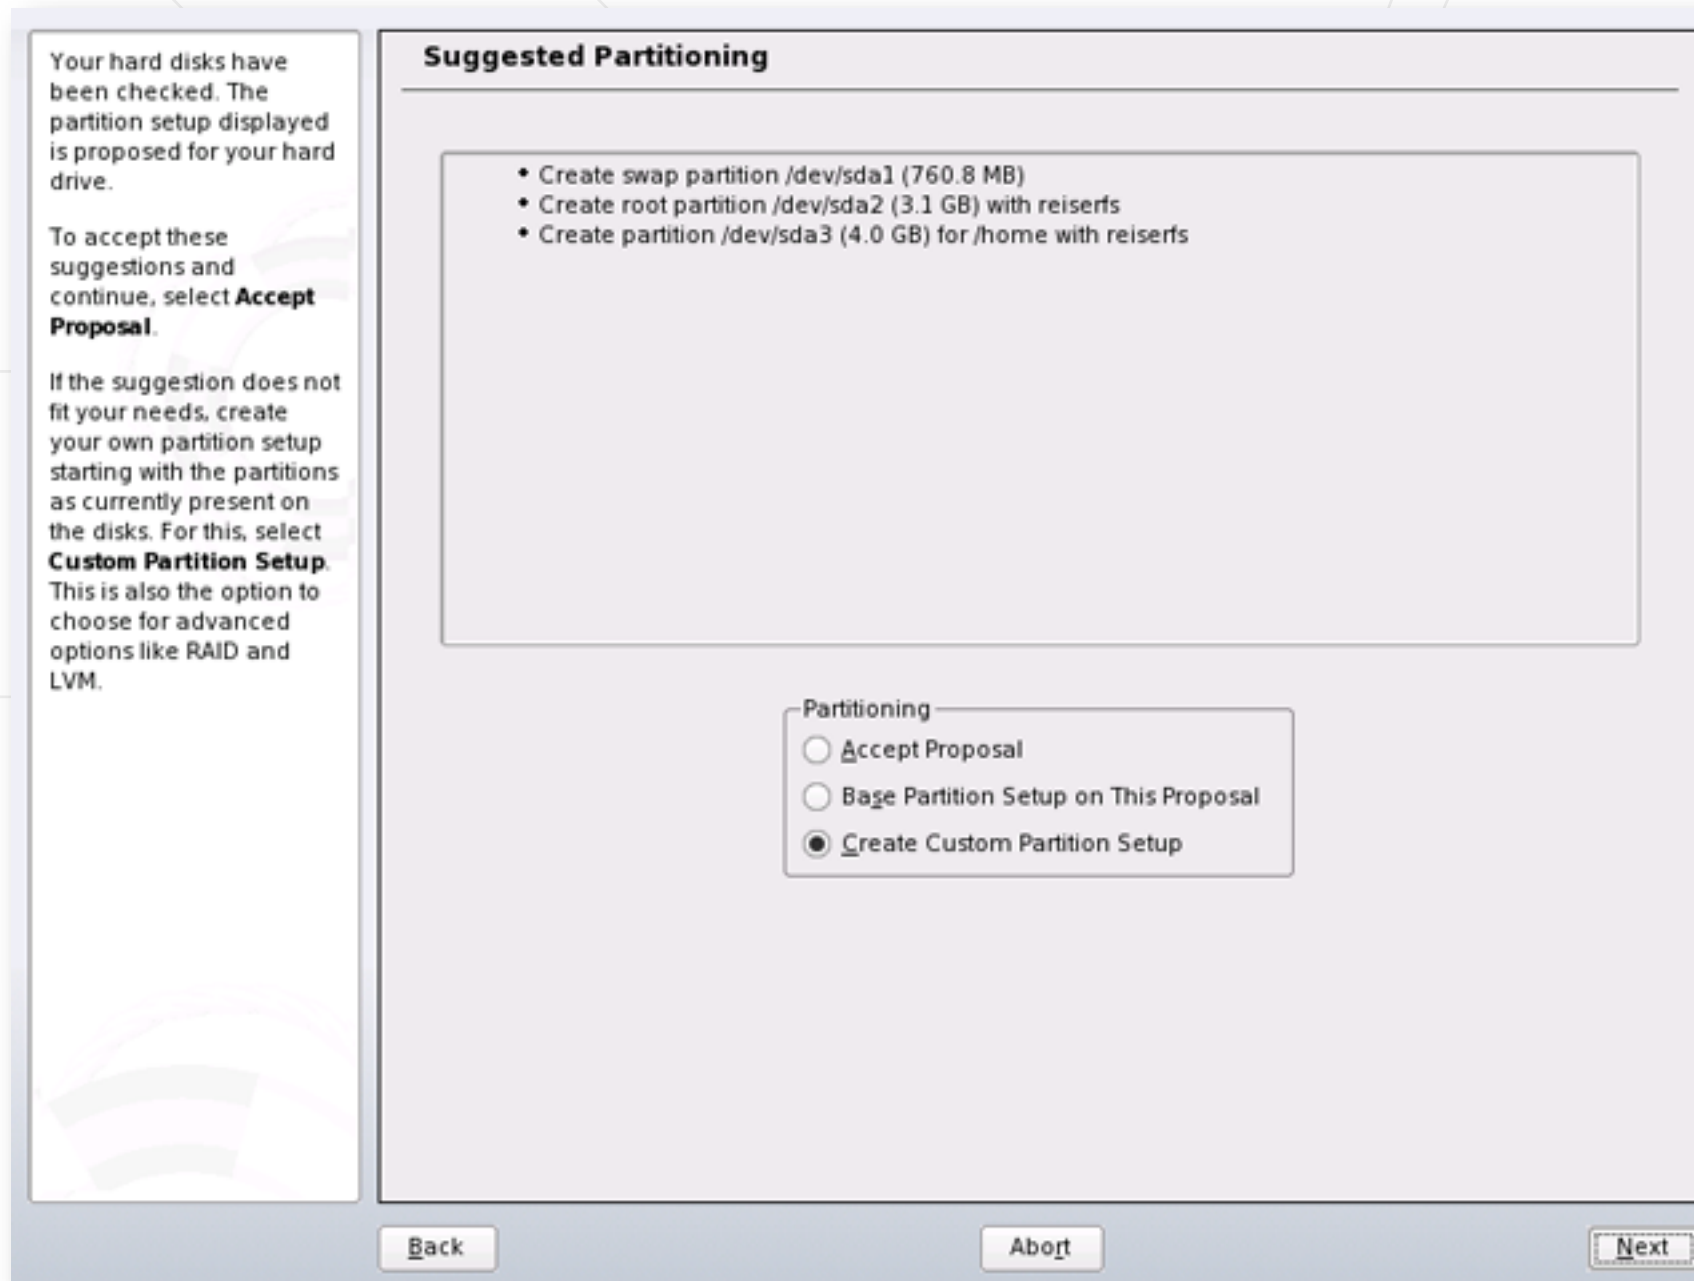 Your hard disks have
been checked. The
partition setup displayed
is proposed for your hard
drive.
To accept these
suggestions and
continue, select Accept
Proposal.
If the suggestion does not
fit your needs, create
your own partition setup
starting with the partitions
as currently present on
the disks. For this, select
Custom Partition Setup.
This is also the option to
choose for advanced
options like RAID and
LVM.
Suggested Partitioning
• Create swap partition /dev/sda1 (760.8 MB)
• Create root partition /dev/sda2 (3.1 GB) with reiserfs
• Create partition /dev/sda3 (4.0 GB) for /home with reiserfs
Partitioning
Accept Proposal
Base Partition Setup on This Proposal
Create Custom Partition Setup
Back
Abort
Next